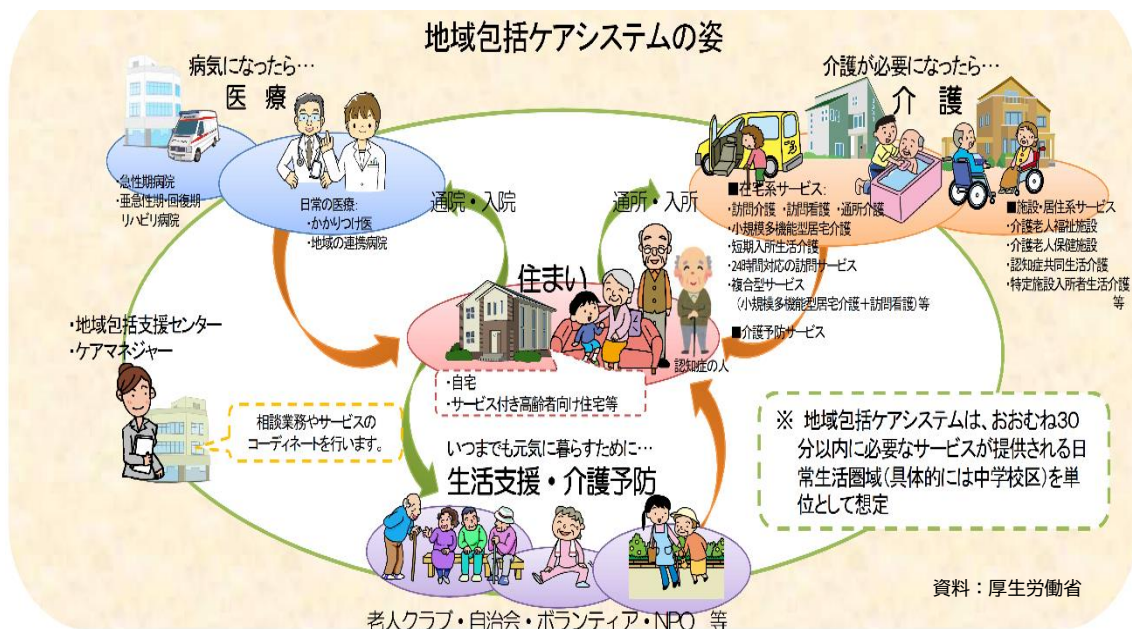 地域包括ケアシステムの姿
病気になったら…
医 療
・急性期病院
・亜急性期・回復期
リハビリ病院
日常の医療:
・かかりつけ医
・地域の連携病院
通院・入院
通所・入所
介護が必要になったら…
介 護
■在宅系サービス:
・訪問介護 ・訪問看護 ・通所介護
・小規模多機能型居宅介護
・短期入所生活介護
・24時間対応の訪問サービス
・複合型サービス
(小規模多機能型居宅介護+訪問看護)等
■介護予防サービス
■施設・居住系サービス
・介護老人福祉施設
・介護老人保健施設
・認知症共同生活介護
・特定施設入所者生活介護
等
住まい
認知症の人
・自宅
・サービス付き高齢者向け住宅等
・地域包括支援センター
・ケアマネジャー
相談業務やサービスの
コーディネートを行います。
いつまでも元気に暮らすために…
生活支援・介護予防
老人クラブ・自治会・ボランティア・NPO 等
※ 地域包括ケアシステムは、おおむね30
分以内に必要なサービスが提供される日
常生活圏域(具体的には中学校区)を単
位として想定
資料:厚生労働省